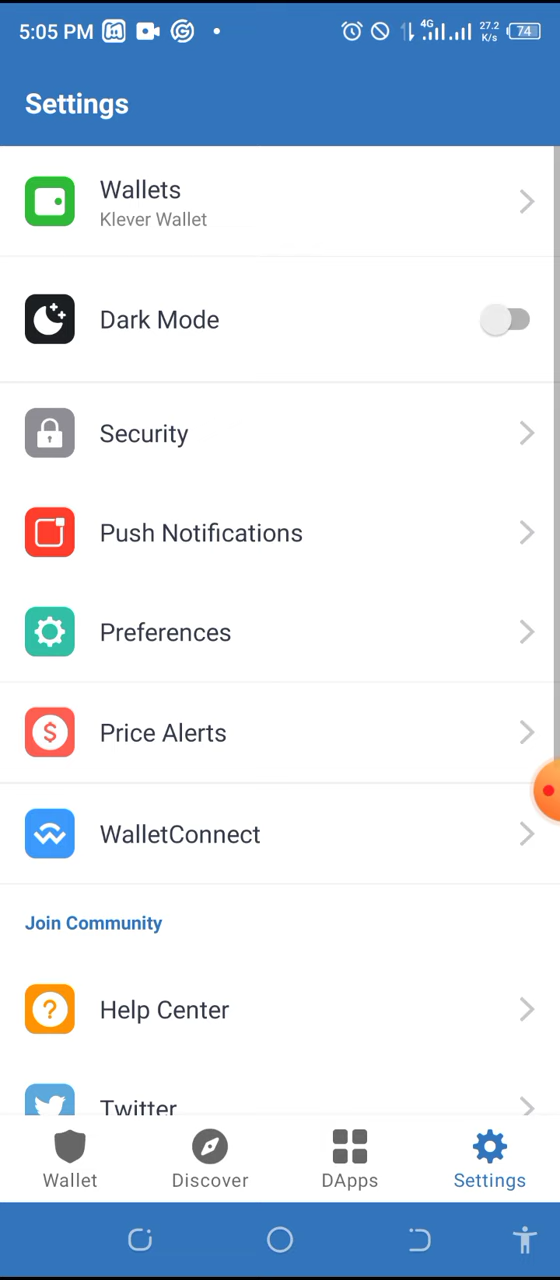 5:05 PM
4G
27.2
K/s
74
Settings
Wallets
Klever Wallet
Dark Mode
Security
Push Notifications
Preferences
Price Alerts
WalletConnect
Join Community
Help Center
Twitter
Wallet
Discover
DApps
Settings